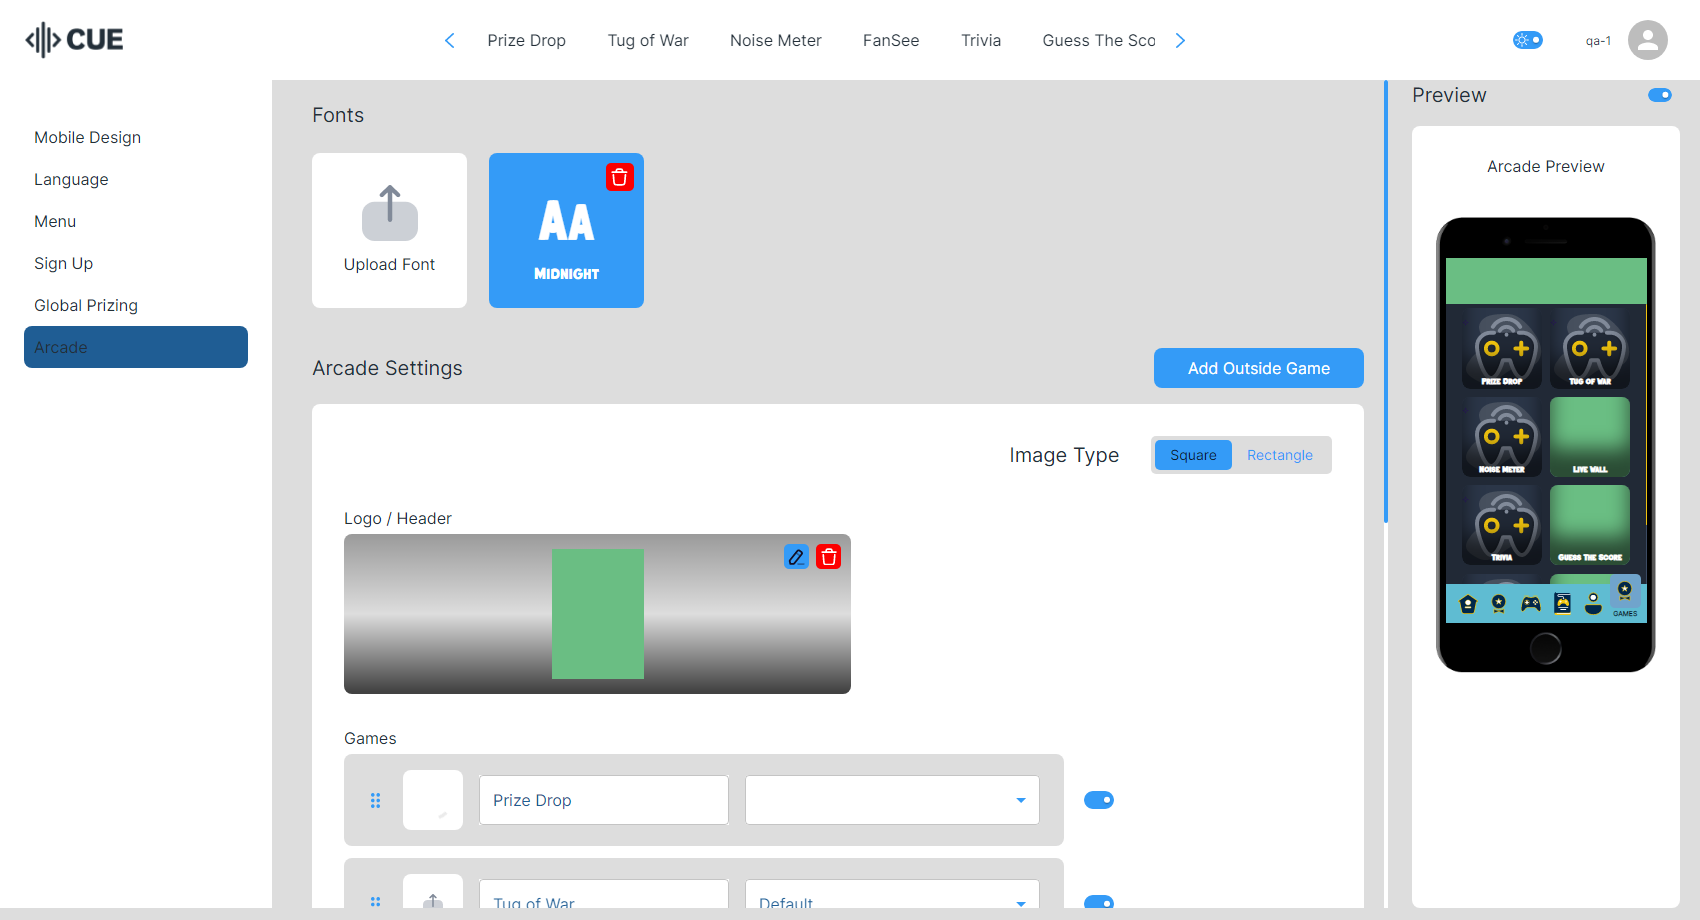 CUE
Prize Drop
Tug of War
Noise Meter
FanSee
Trivia
Guess The Sco
qa-1
Mobile Design
Language
Menu
Sign Up
Global Prizing
Arcade
Fonts
Upload Font
AA
MIDNIGHT
Arcade Settings
Add Outside Game
Image Type
Square
Rectangle
Logo / Header
Games
Prize Drop
Tug of War
Default
Preview
Arcade Preview
PRIZE DROP
TUG OF WAR
NOISE METER
LIVE WALL
TRIVIA
GUESS THE SCORE
GAMES